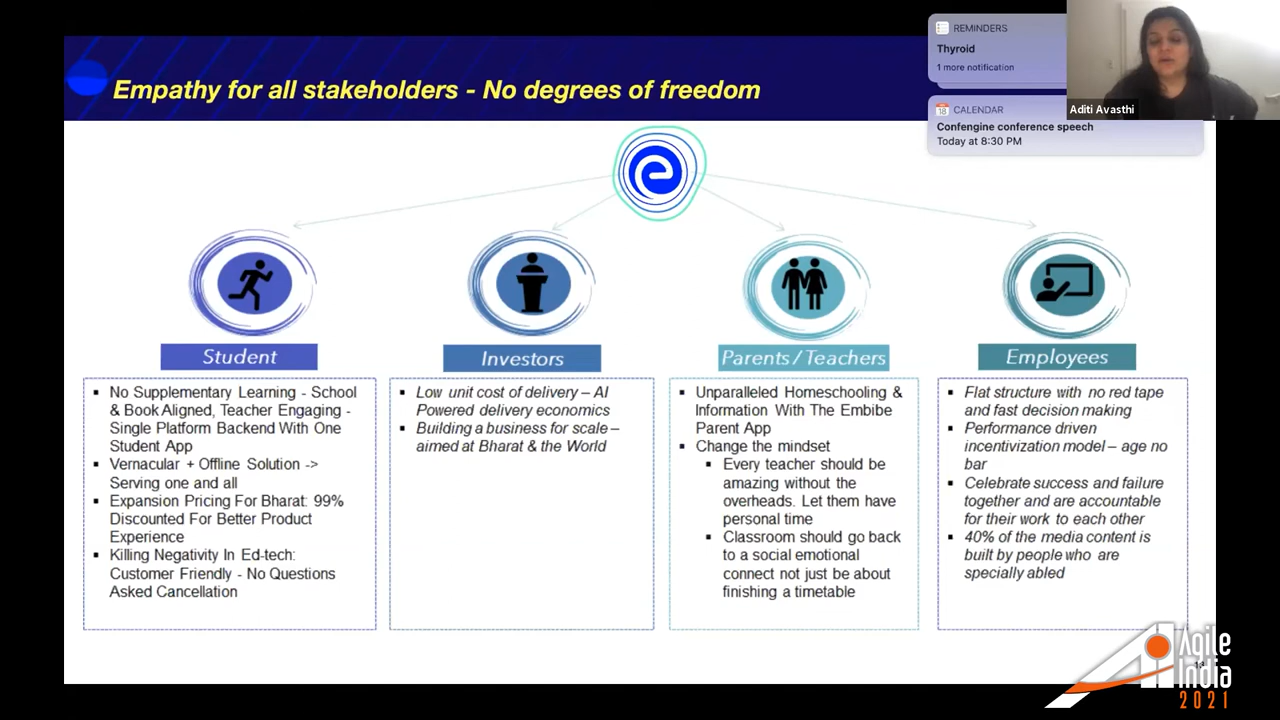 Empathy for all stakeholders - No degrees of freedom
REMINDERS
Thyroid
1 more notification
CALENDAR
18
Confengine conference speech
Today at 8:30 PM
Aditi Avasthi
e
Student
No Supplementary Learning - School
& Book Aligned, Teacher Engaging -
Single Platform Backend With One
Student App
Vernacular + Offline Solution ->
Serving one and all
Expansion Pricing For Bharat: 99%
Discounted For Better Product
Experience
Killing Negativity In Ed-tech:
Customer Friendly - No Questions
Asked Cancellation
Investors
Low unit cost of delivery – AI
Powered delivery economics
Building a business for scale –
aimed at Bharat & the World
Parents / Teachers
Unparalleled Homeschooling &
Information With The Embibe
Parent App
Change the mindset
Every teacher should be
amazing without the
overheads. Let them have
personal time
Classroom should go back
to a social emotional
connect not just be about
finishing a timetable
Employees
Flat structure with no red tape
and fast decision making
Performance driven
incentivization model – age no
bar
Celebrate success and failure
together and are accountable
for their work to each other
40% of the media content is
built by people who are
specially abled
Agile
India
2021